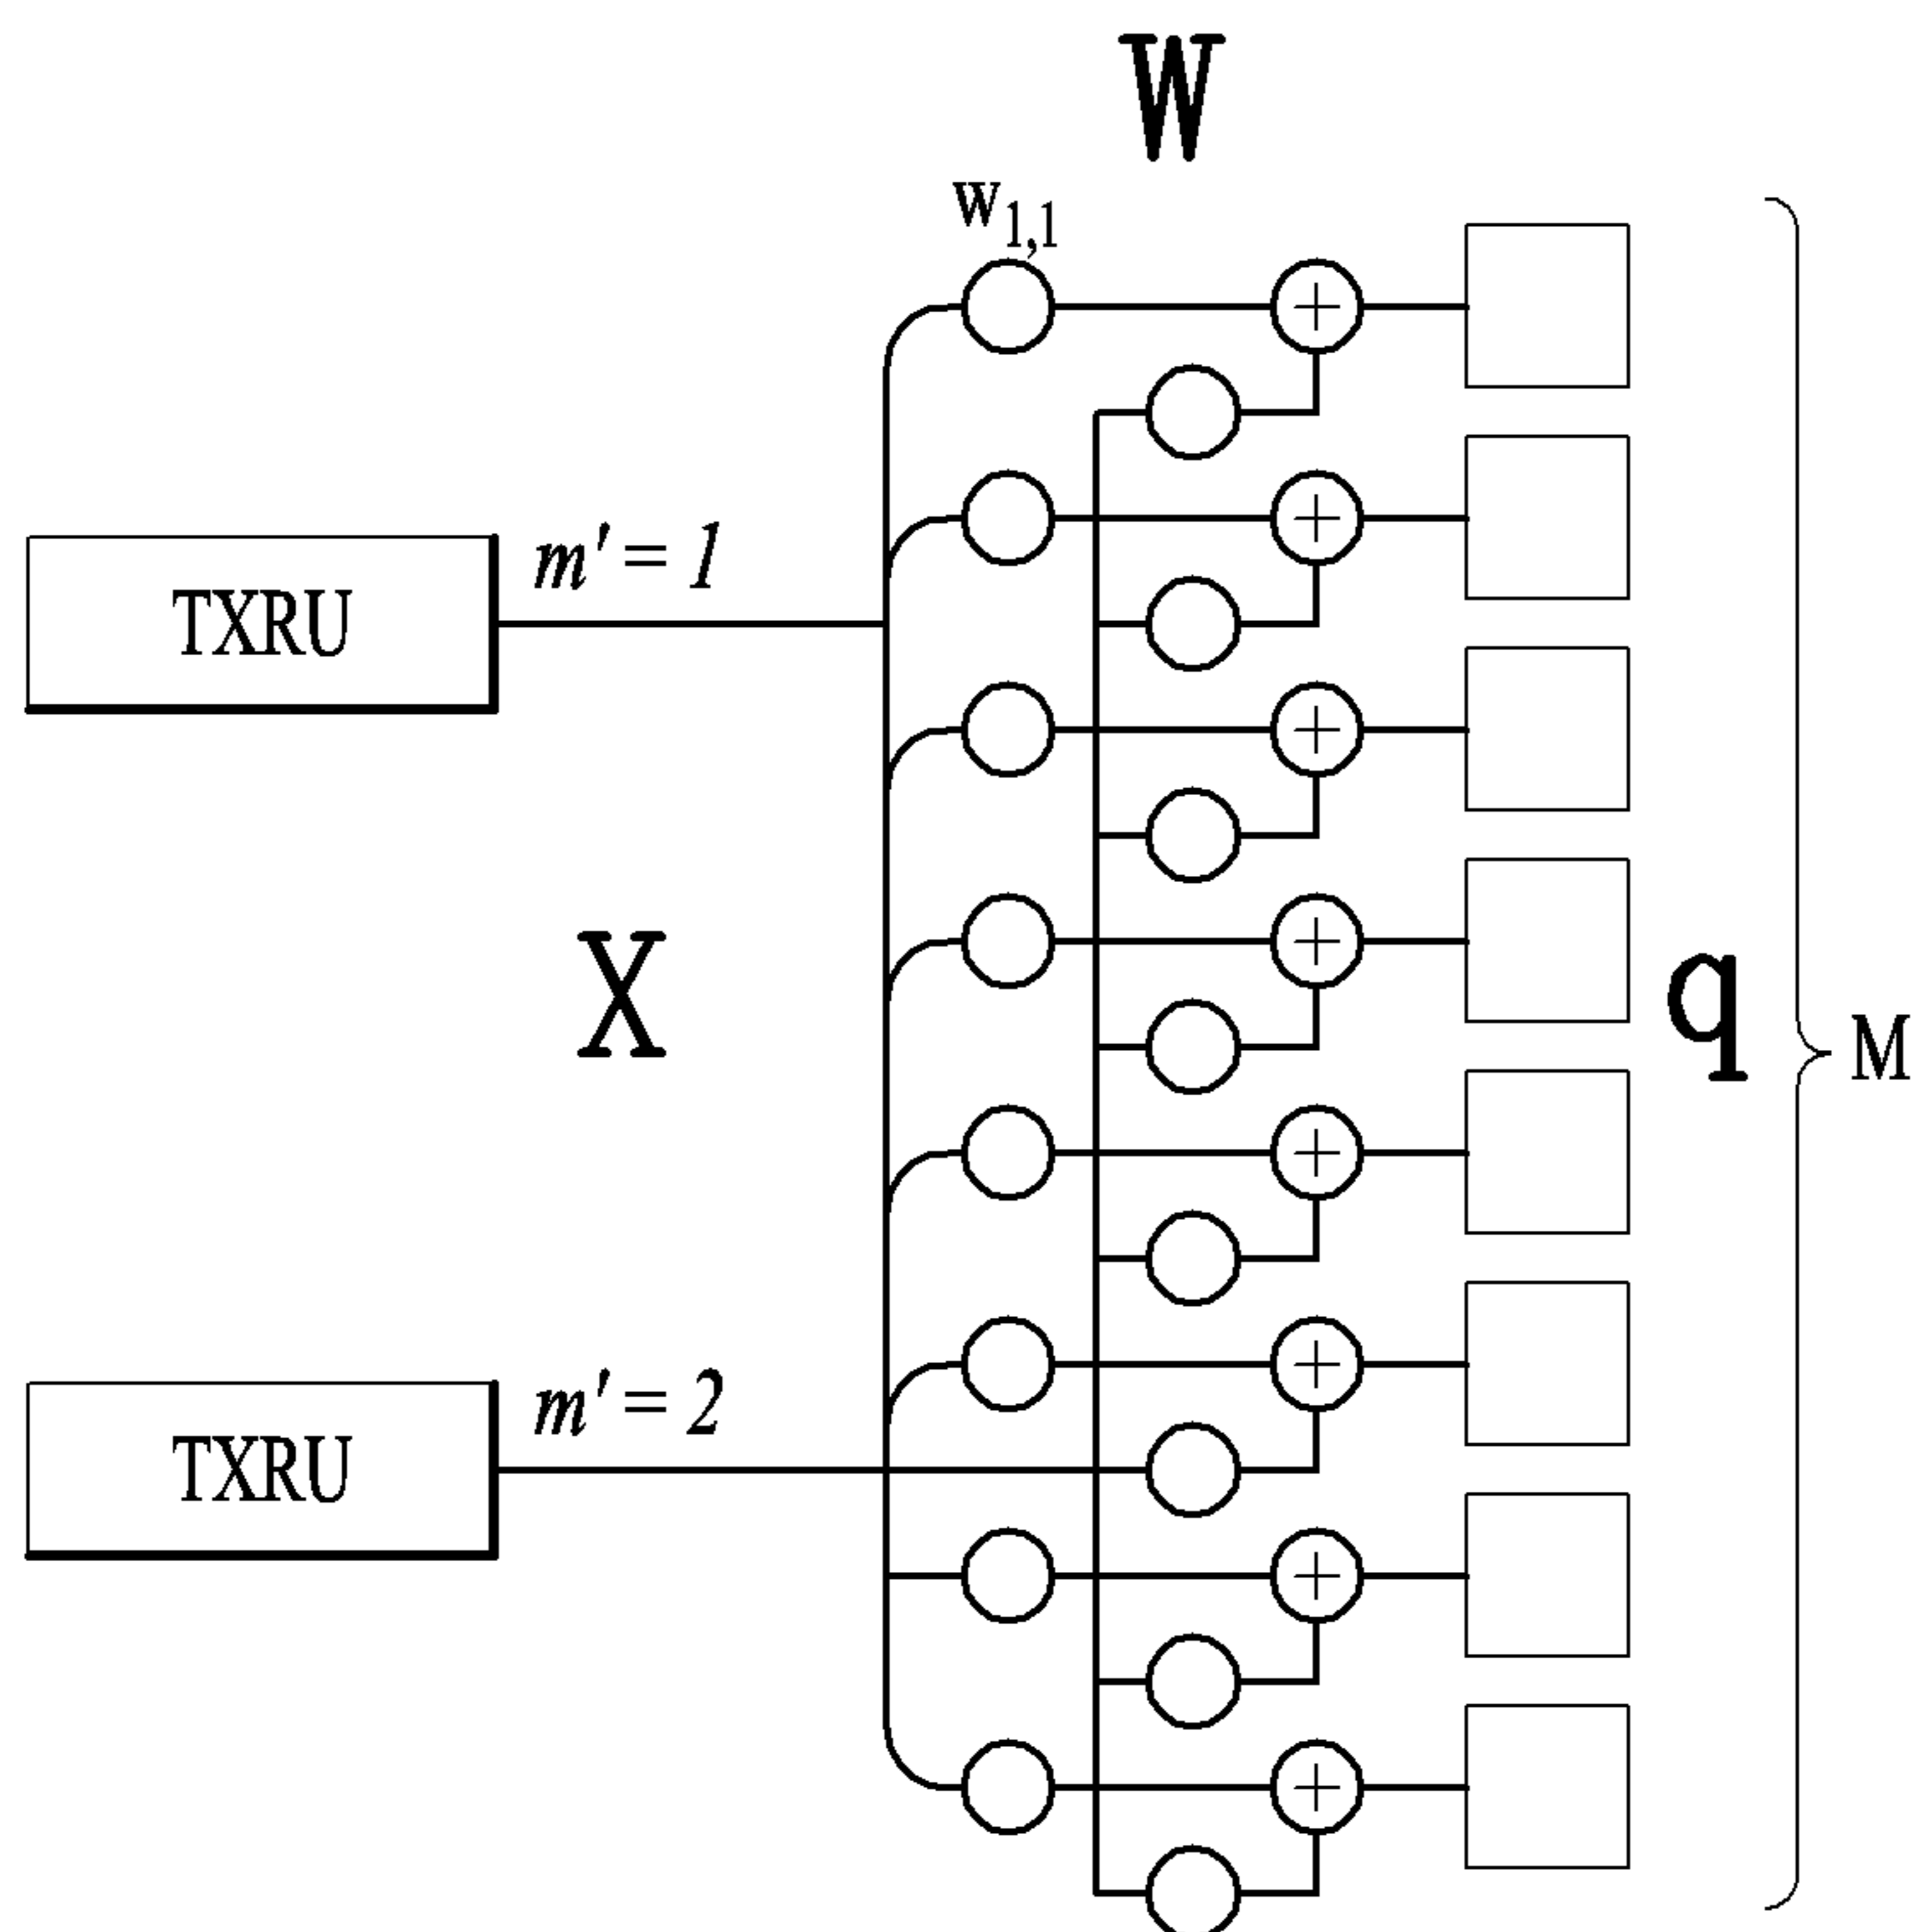 W
w1,1
m' = 1
TXRU
X
q
M
m' = 2
TXRU